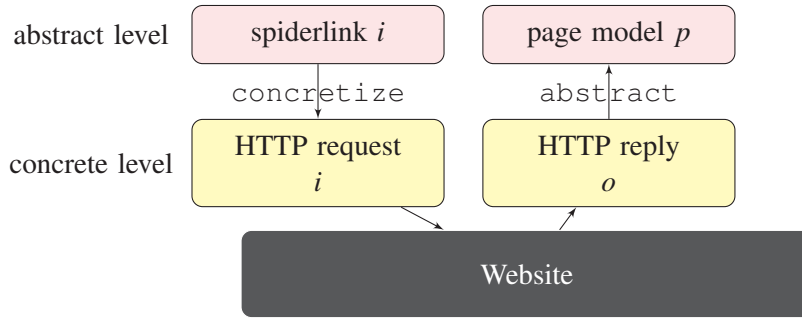 abstract level
spiderlink i
page model p
concretize
abstract
concrete level
HTTP request
i
HTTP reply
o
Website